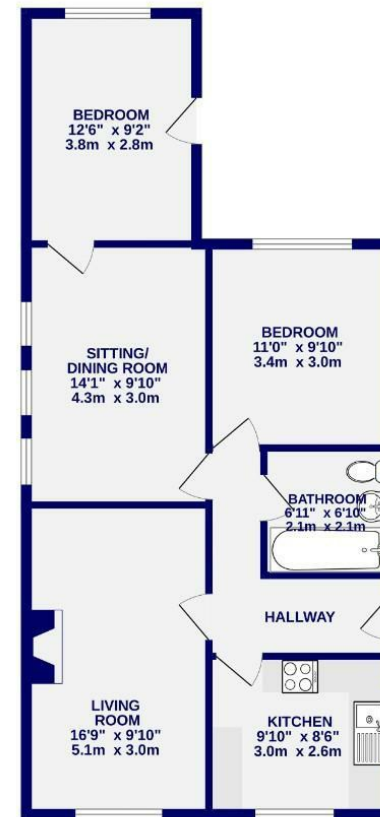 BEDROOM
12'6" x 9'2"
3.8m x 2.8m
BEDROOM
11'0" x 9'10"
3.4m x 3.0m
SITTING/
DINING ROOM
14'1" x 9'10"
4.3m x 3.0m
BATHROOM
6'11" x 6'10"
2.1m x 2.1m
HALLWAY
LIVING
ROOM
16'9" x 9'10"
5.1m x 3.0m
KITCHEN
9'10" x 8'6"
3.0m x 2.6m